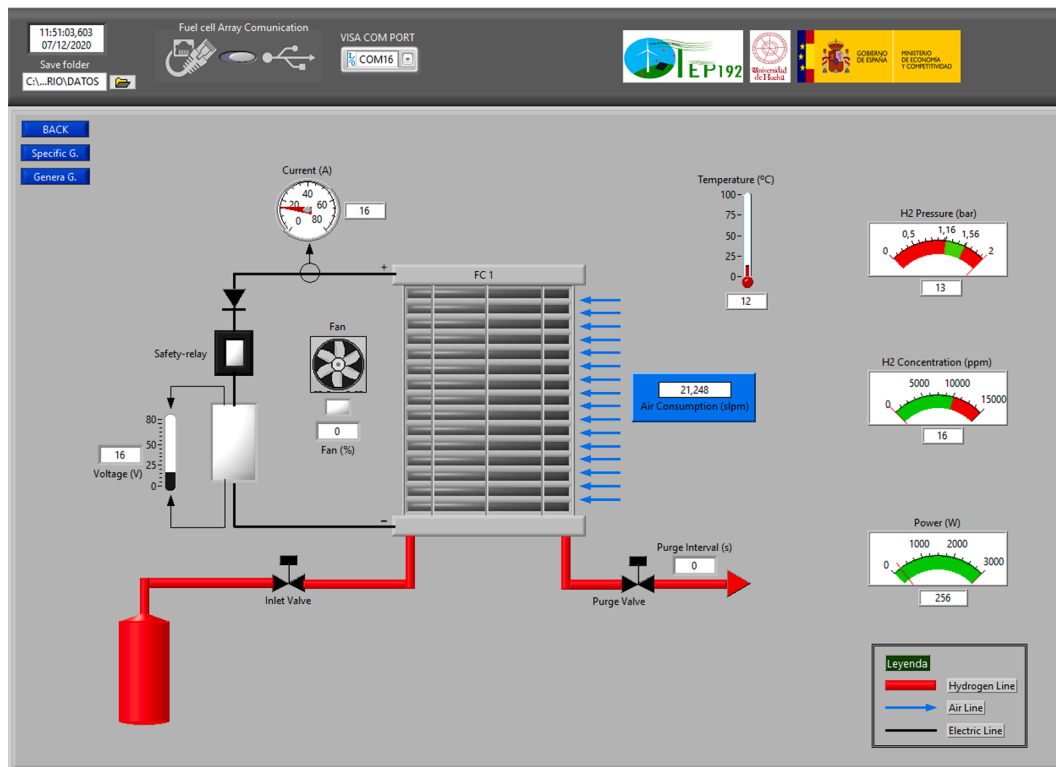 11:51:03,603
07/12/2020
Save folder
C:\...RIO\DATOS
Fuel cell Array Comunication
VISA COM PORT
COM16
TEP192
Universidad
de Huelva
GOBIERNO
DE ESPAÑA
MINISTERIO
DE ECONOMÍA
Y COMPETITIVIDAD
BACK
Specific G.
Genera G.
Current (A)
0 20 40 60 80
16
Temperature (ºC)
100
75
50
25
0
12
H2 Pressure (bar)
0 0,5 1,16 1,56 2
13
FC 1
+
Safety-relay
Fan
0
Fan (%)
21,248
Air Consumption (slpm)
H2 Concentration (ppm)
0 5000 10000 15000
16
80
50
25
0
16
Voltage (V)
−
Power (W)
0 1000 2000 3000
256
Purge Interval (s)
0
Inlet Valve
Purge Valve
Leyenda
Hydrogen Line
Air Line
Electric Line